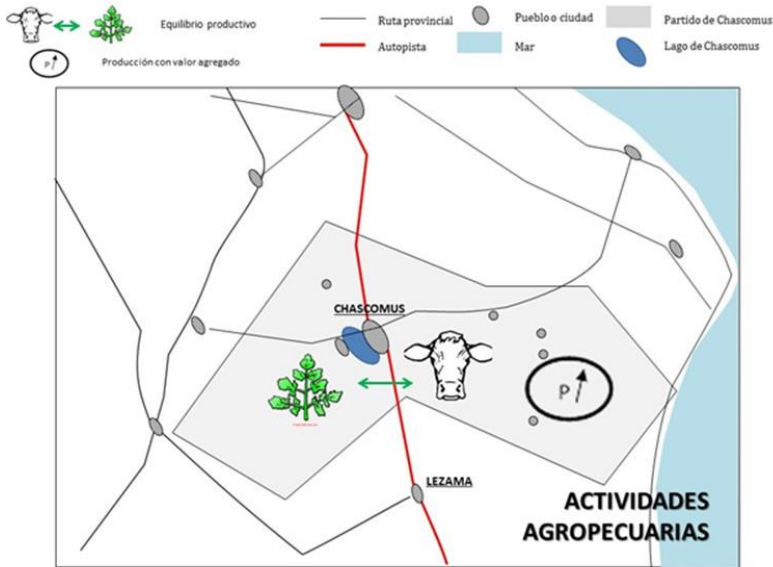 Equilibrio productivo
Ruta provincial
Pueblo o ciudad
Partido de Chascomus
Autopista
Mar
Lago de Chascomus
P
Producción con valor agregado
CHASCOMUS
P
LEZAMA
ACTIVIDADES
AGROPECUARIAS